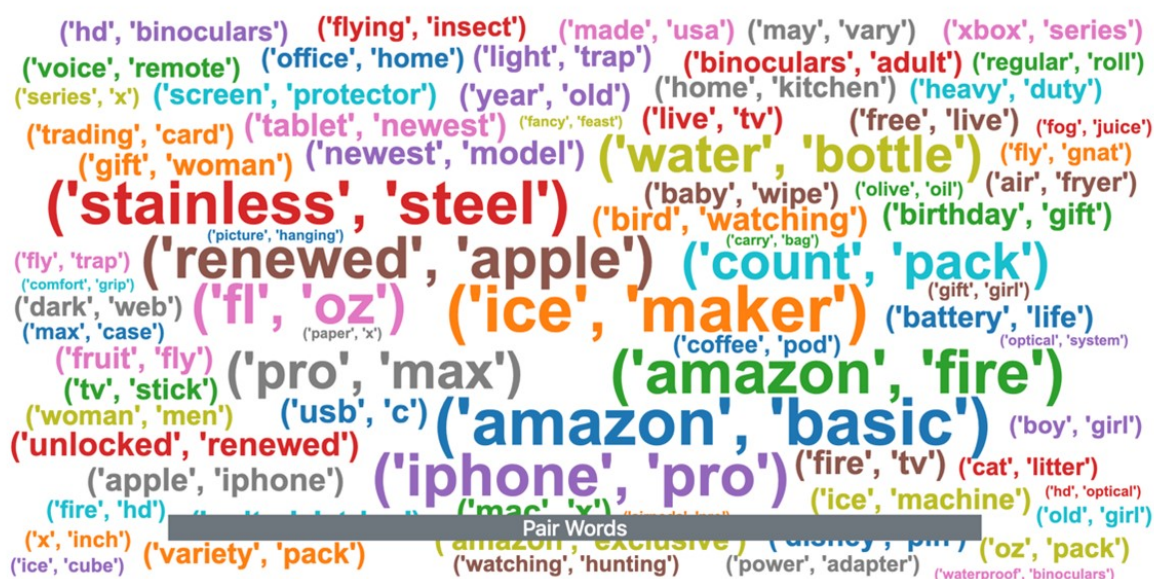 ('hd', 'binoculars') ('flying', 'insect') ('made', 'usa') ('may', 'vary') ('xbox', 'series')
('voice', 'remote') ('office', 'home') ('light', 'trap') ('binoculars', 'adult') ('regular', 'roll')
('series', 'x') ('screen', 'protector') ('year', 'old') ('home', 'kitchen') ('heavy', 'duty')
('trading', 'card') ('tablet', 'newest') ('fancy', 'feast') ('live', 'tv') ('free', 'live') ('fog', 'juice')
('gift', 'woman') ('newest', 'model') ('water', 'bottle') ('fly', 'gnat')
('stainless', 'steel') ('baby', 'wipe') ('olive', 'oil') ('air', 'fryer')
('bird', 'watching') ('birthday', 'gift')
('picture', 'hanging') ('carry', 'bag')
('fly', 'trap') ('renewed', 'apple') ('count', 'pack')
('comfort', 'grip') ('gift', 'girl')
('dark', 'web') ('fl', 'oz') ('ice', 'maker') ('battery', 'life')
('max', 'case') ('paper', 'x') ('coffee', 'pod') ('optical', 'system')
('fruit', 'fly') ('pro', 'max') ('amazon', 'fire')
('tv', 'stick')
('woman', 'men') ('usb', 'c') ('amazon', 'basic') ('boy', 'girl')
('unlocked', 'renewed')
('apple', 'iphone') ('iphone', 'pro') ('fire', 'tv') ('cat', 'litter')
('fire', 'hd') ('mac', 'x') ('ice', 'machine') ('hd', 'optical')
('old', 'girl')
Pair Words
('x', 'inch') ('variety', 'pack') ('amazon', 'exclusive') ('disney', 'pin') ('oz', 'pack')
('ice', 'cube') ('watching', 'hunting') ('power', 'adapter') ('waterproof', 'binoculars')